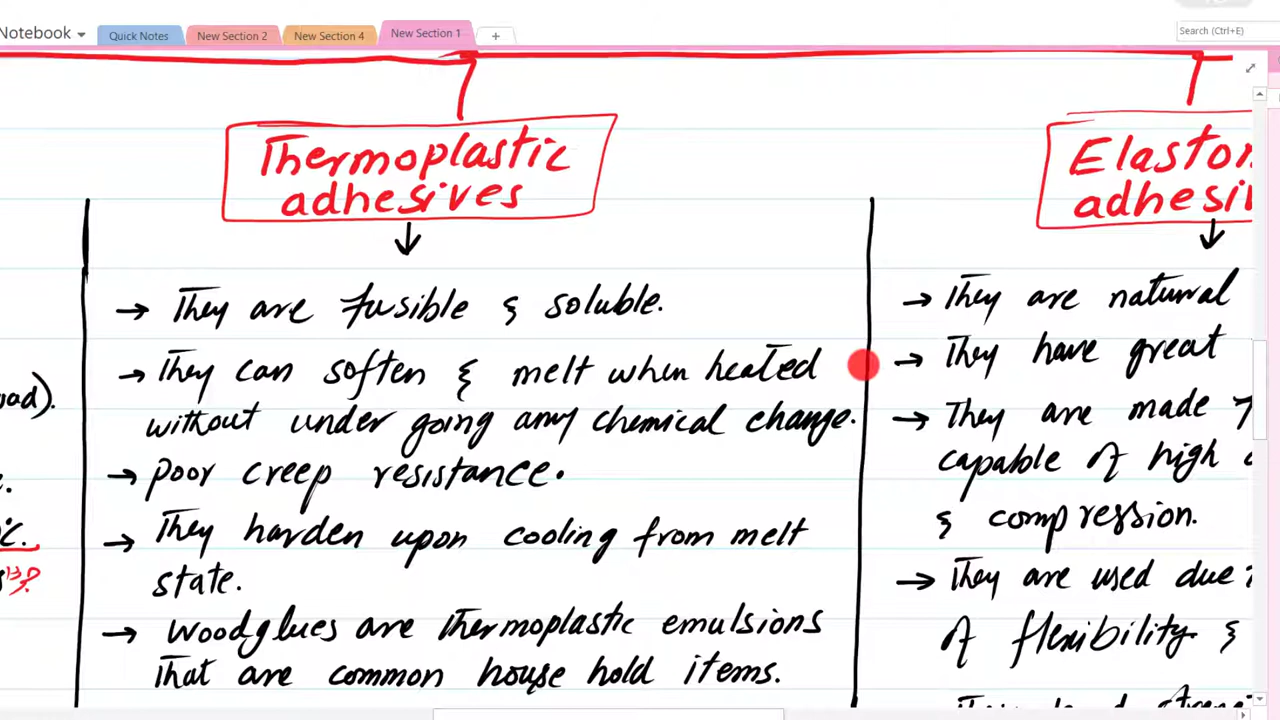 Notebook
Quick Notes
New Section 2
New Section 4
New Section 1
+
Search (Ctrl+E)
Thermoplastic
adhesives
→ They are fusible & soluble.
→ They can soften & melt when heated
without under going any chemical change.
→ Poor creep resistance.
→ They harden upon cooling from melt
state.
→ Woodglues are thermoplastic emulsions
That are common house hold items.
Elaston
adhesiv
→ They are natural
→ They have great
→ They are made
capable of high
& compression.
→ They are used due
of flexibility &
oad).